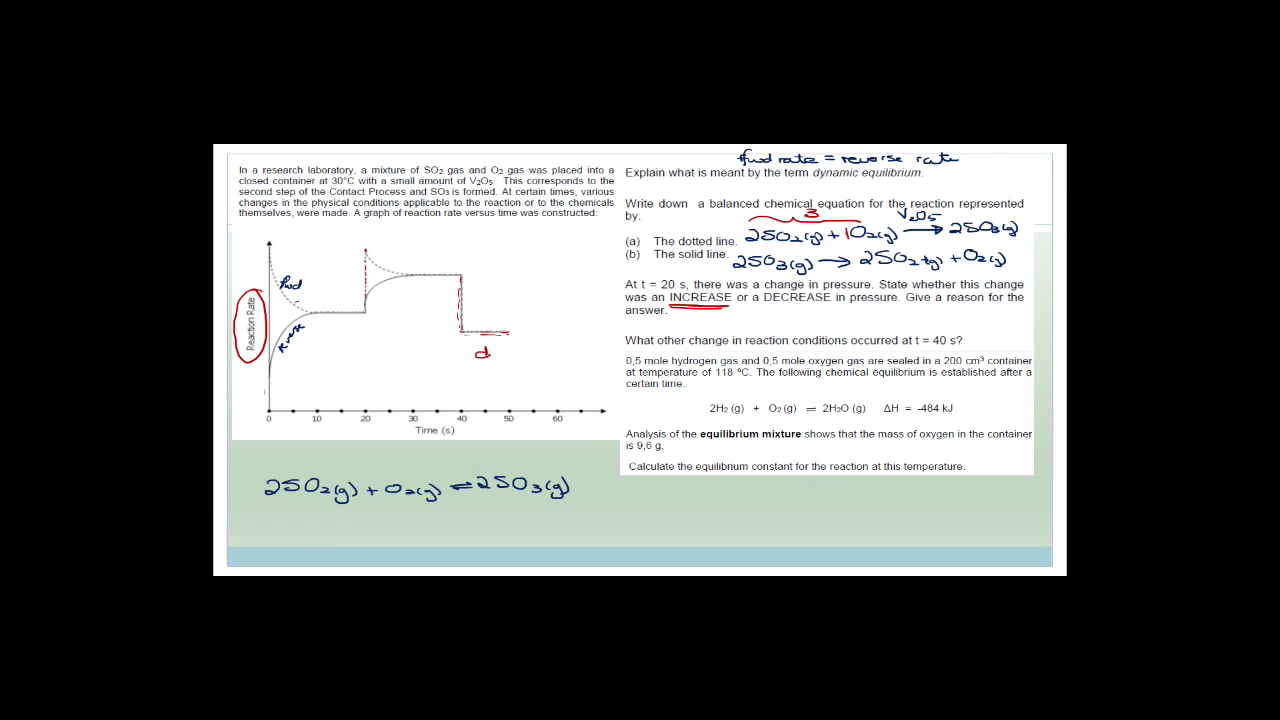 In a research laboratory, a mixture of SO₂ gas and O₂ gas was placed into a
closed container at 30°C with a small amount of V₂O₅. This corresponds to the
second step of the Contact Process and SO₃ is formed. At certain times, various
changes in the physical conditions applicable to the reaction or to the chemicals
themselves, were made. A graph of reaction rate versus time was constructed:
Reaction Rate
fwd
reverse
d
0 10 20 30 40 50 60
Time (s)
2SO₂(g) + O₂(g) ⇌ 2SO₃(g)
fwd rate = reverse rate
Explain what is meant by the term dynamic equilibrium.
Write down a balanced chemical equation for the reaction represented
by:
3
V₂O₅
(a) The dotted line. 2SO₂(g) + 1O₂(g) → 2SO₃(g)
(b) The solid line. 2SO₃(g) → 2SO₂(g) + O₂(g)
At t = 20 s, there was a change in pressure. State whether this change
was an INCREASE or a DECREASE in pressure. Give a reason for the
answer.
What other change in reaction conditions occurred at t = 40 s?
0,5 mole hydrogen gas and 0,5 mole oxygen gas are sealed in a 200 cm³ container
at temperature of 118 ºC. The following chemical equilibrium is established after a
certain time.
2H₂ (g) + O₂ (g) ⇌ 2H₂O (g) ΔH = -484 kJ
Analysis of the equilibrium mixture shows that the mass of oxygen in the container
is 9,6 g.
Calculate the equilibrium constant for the reaction at this temperature.